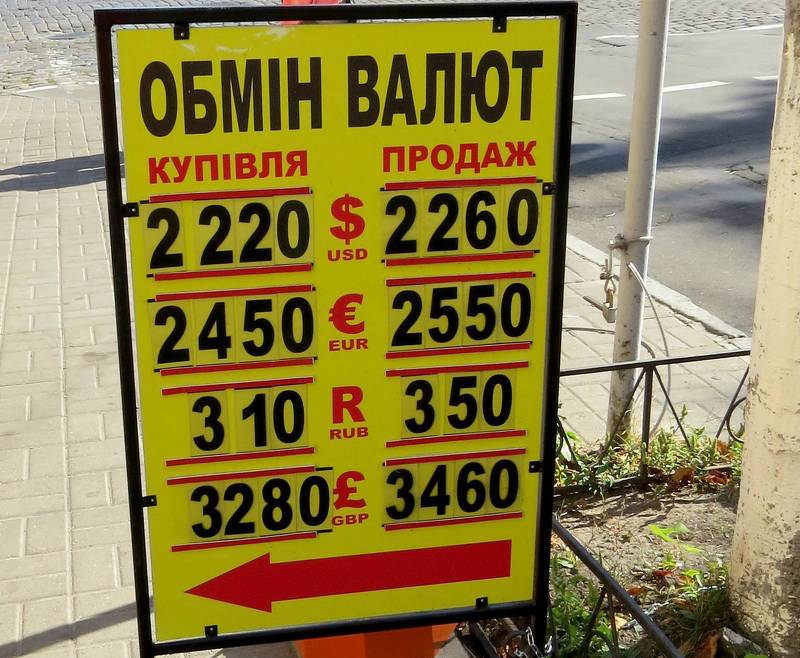 ОБМІН ВАЛЮТ
КУПІВЛЯ ПРОДАЖ
2220 $ USD 2260
2450 € EUR 2550
310 R RUB 350
3280 £ GBP 3460